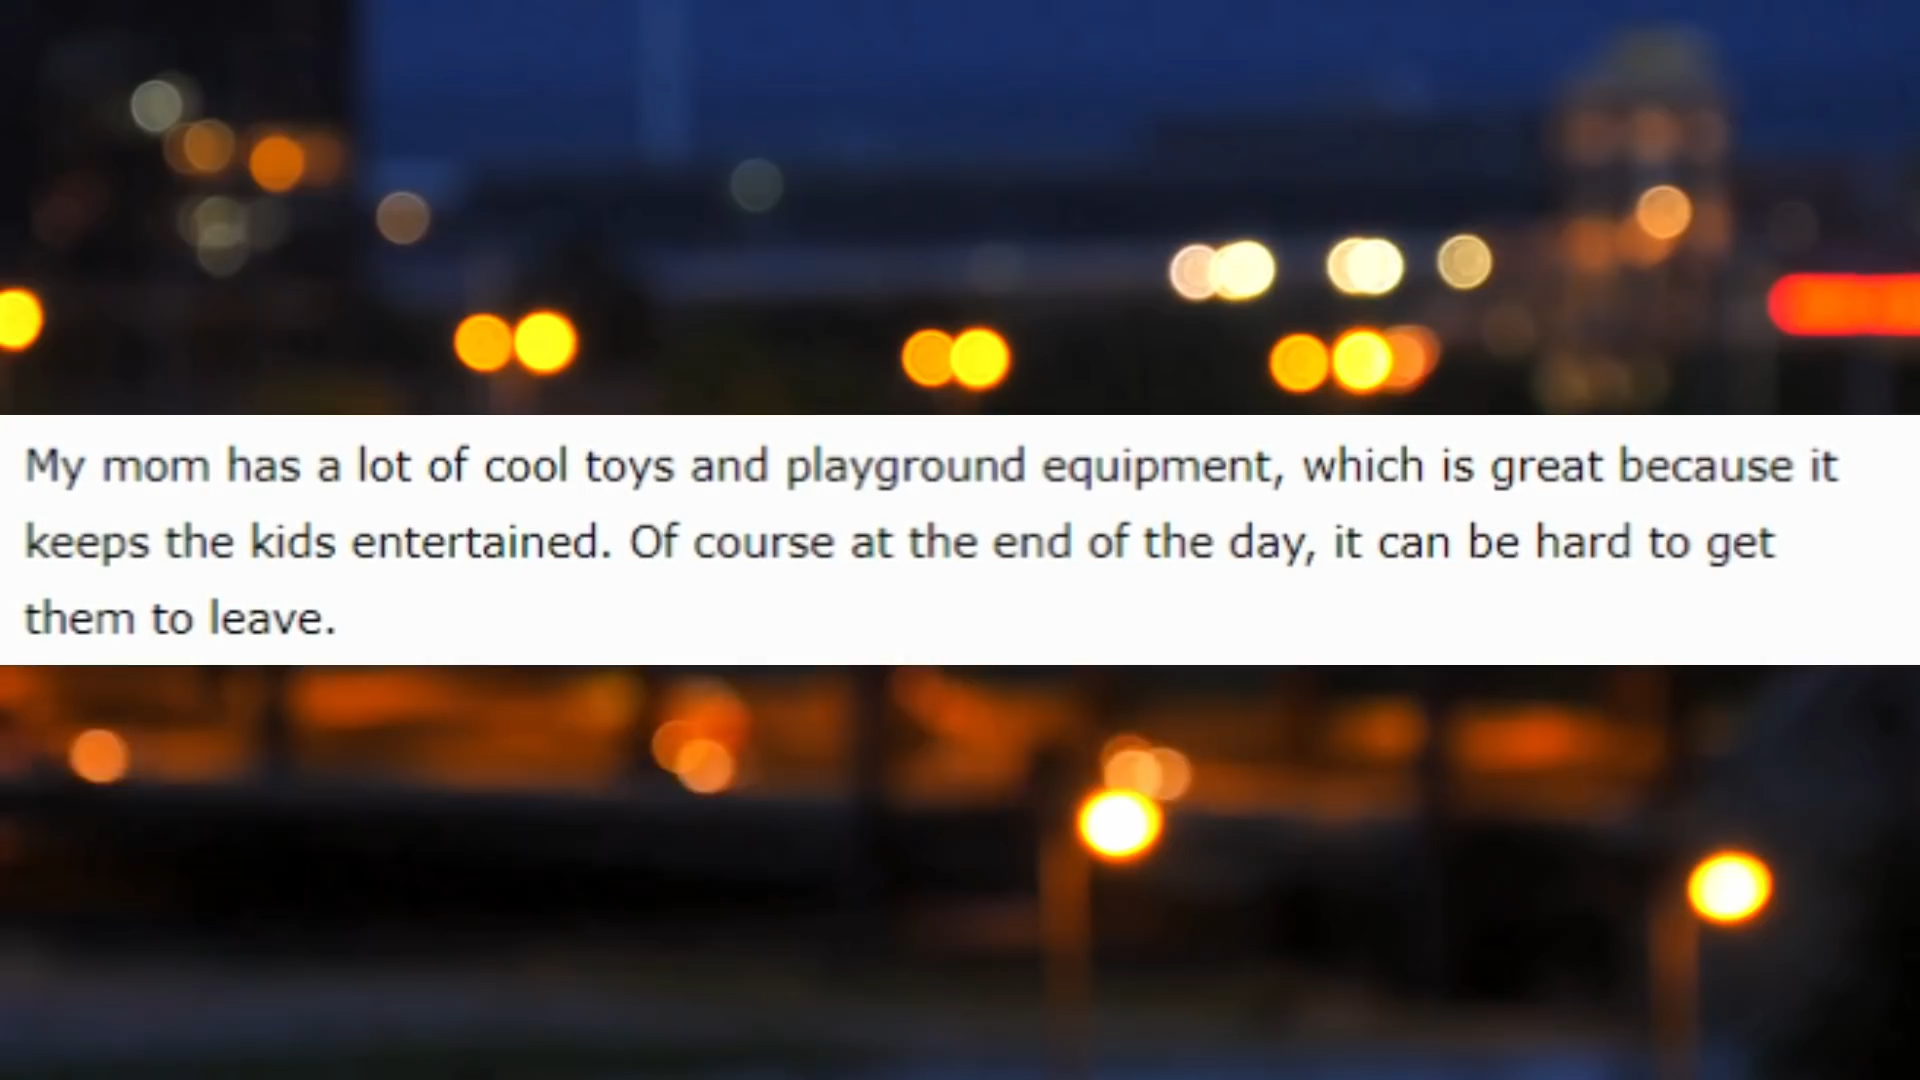 My mom has a lot of cool toys and playground equipment, which is great because it
keeps the kids entertained. Of course at the end of the day, it can be hard to get
them to leave.